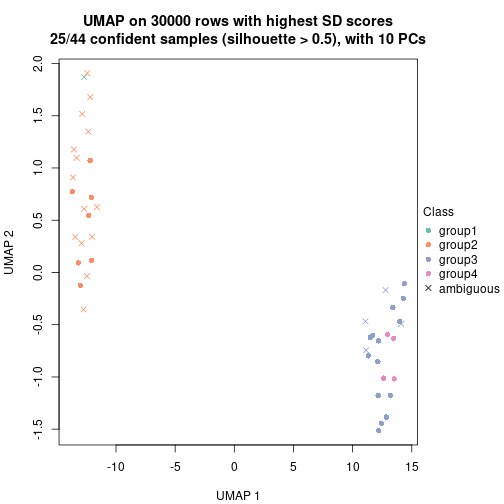 UMAP on 30000 rows with highest SD scores
25/44 confident samples (silhouette > 0.5), with 10 PCs
2.0
1.5
1.0
0.5
0.0
-0.5
-1.0
-1.5
UMAP 2
-10
-5
0
5
10
15
UMAP 1
Class
group1
group2
group3
group4
ambiguous